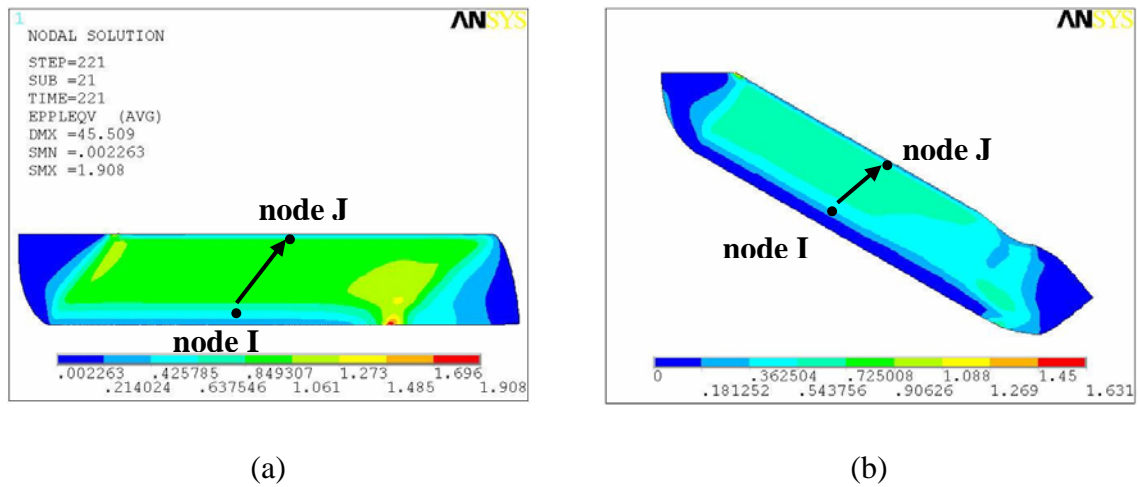 1
ANSYS
NODAL SOLUTION
STEP=221
SUB =21
TIME=221
EPPLEQV (AVG)
DMX =45.509
SMN =.002263
SMX =1.908
node J
node I
.002263 .425785 .849307 1.273 1.696
.214024 .637546 1.061 1.485 1.908
(a)
ANSYS
node J
node I
0 .362504 .725008 1.088 1.45
.181252 .543756 .90626 1.269 1.631
(b)